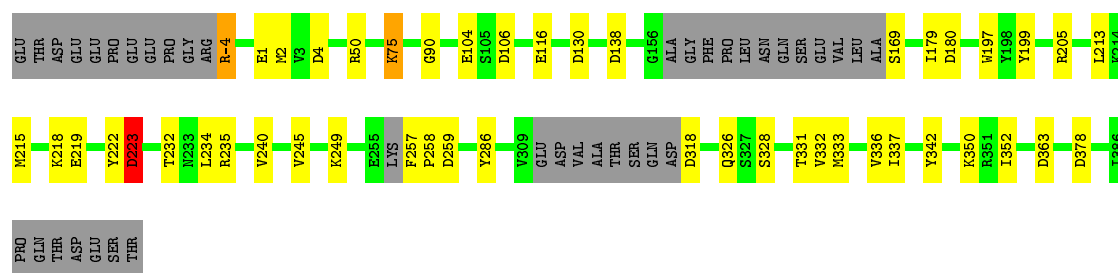 GLU THR ASP GLU GLU PRO GLU GLU PRO GLY ARG R-4 E1 M2 V3 D4 R50 K75 G90 E104 S105 D106 E116 D130 D138 G156 ALA GLY PHE PRO LEU ASN GLN SER GLU VAL LEU ALA S169 I179 D180 W197 Y198 Y199 R205 L213 K214
M215 K218 E219 Y222 D223 T232 N233 L234 R235 V240 V245 K249 E255 LYS F257 P258 D259 Y286 V309 GLU ASP VAL ALA THR SER GLN ASP D318 Q326 S327 S328 T331 V332 M333 V336 I337 Y342 K350 R351 I352 D363 D378 I386
PRO GLN THR ASP GLU SER THR